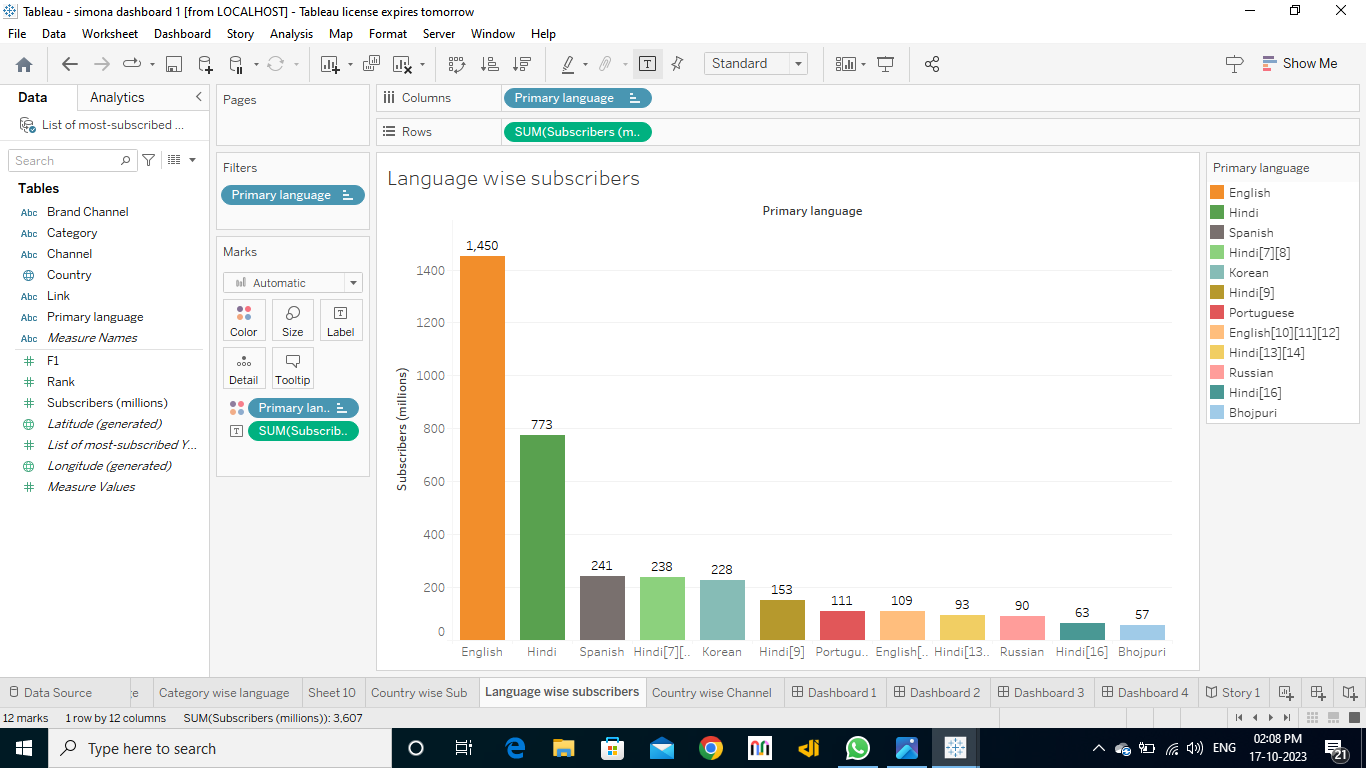 Tableau - simona dashboard 1 [from LOCALHOST] - Tableau license expires tomorrow
File Data Worksheet Dashboard Story Analysis Map Format Server Window Help
Standard
Show Me
Data Analytics
List of most-subscribed ...
Search
Tables
Abc Brand Channel
Abc Category
Abc Channel
Country
Abc Link
Abc Primary language
Abc Measure Names
F1
Rank
Subscribers (millions)
Latitude (generated)
List of most-subscribed Y...
Longitude (generated)
Measure Values
Pages
Filters
Primary language
Marks
Automatic
Color Size Label
Detail Tooltip
Primary lan..
SUM(Subscrib..
Columns Primary language
Rows SUM(Subscribers (m..
Language wise subscribers
Primary language
Subscribers (millions)
1400
1200
1000
800
600
400
200
0
1,450
773
241
238
228
153
111
109
93
90
63
57
English Hindi Spanish Hindi[7][.. Korean Hindi[9] Portugu.. English[.. Hindi[13.. Russian Hindi[16] Bhojpuri
Primary language
English
Hindi
Spanish
Hindi[7][8]
Korean
Hindi[9]
Portuguese
English[10][11][12]
Hindi[13][14]
Russian
Hindi[16]
Bhojpuri
Data Source Category wise language Sheet 10 Country wise Sub Language wise subscribers Country wise Channel Dashboard 1 Dashboard 2 Dashboard 3 Dashboard 4 Story 1
12 marks 1 row by 12 columns SUM(Subscribers (millions)): 3,607
Type here to search
ENG
02:08 PM
17-10-2023
21